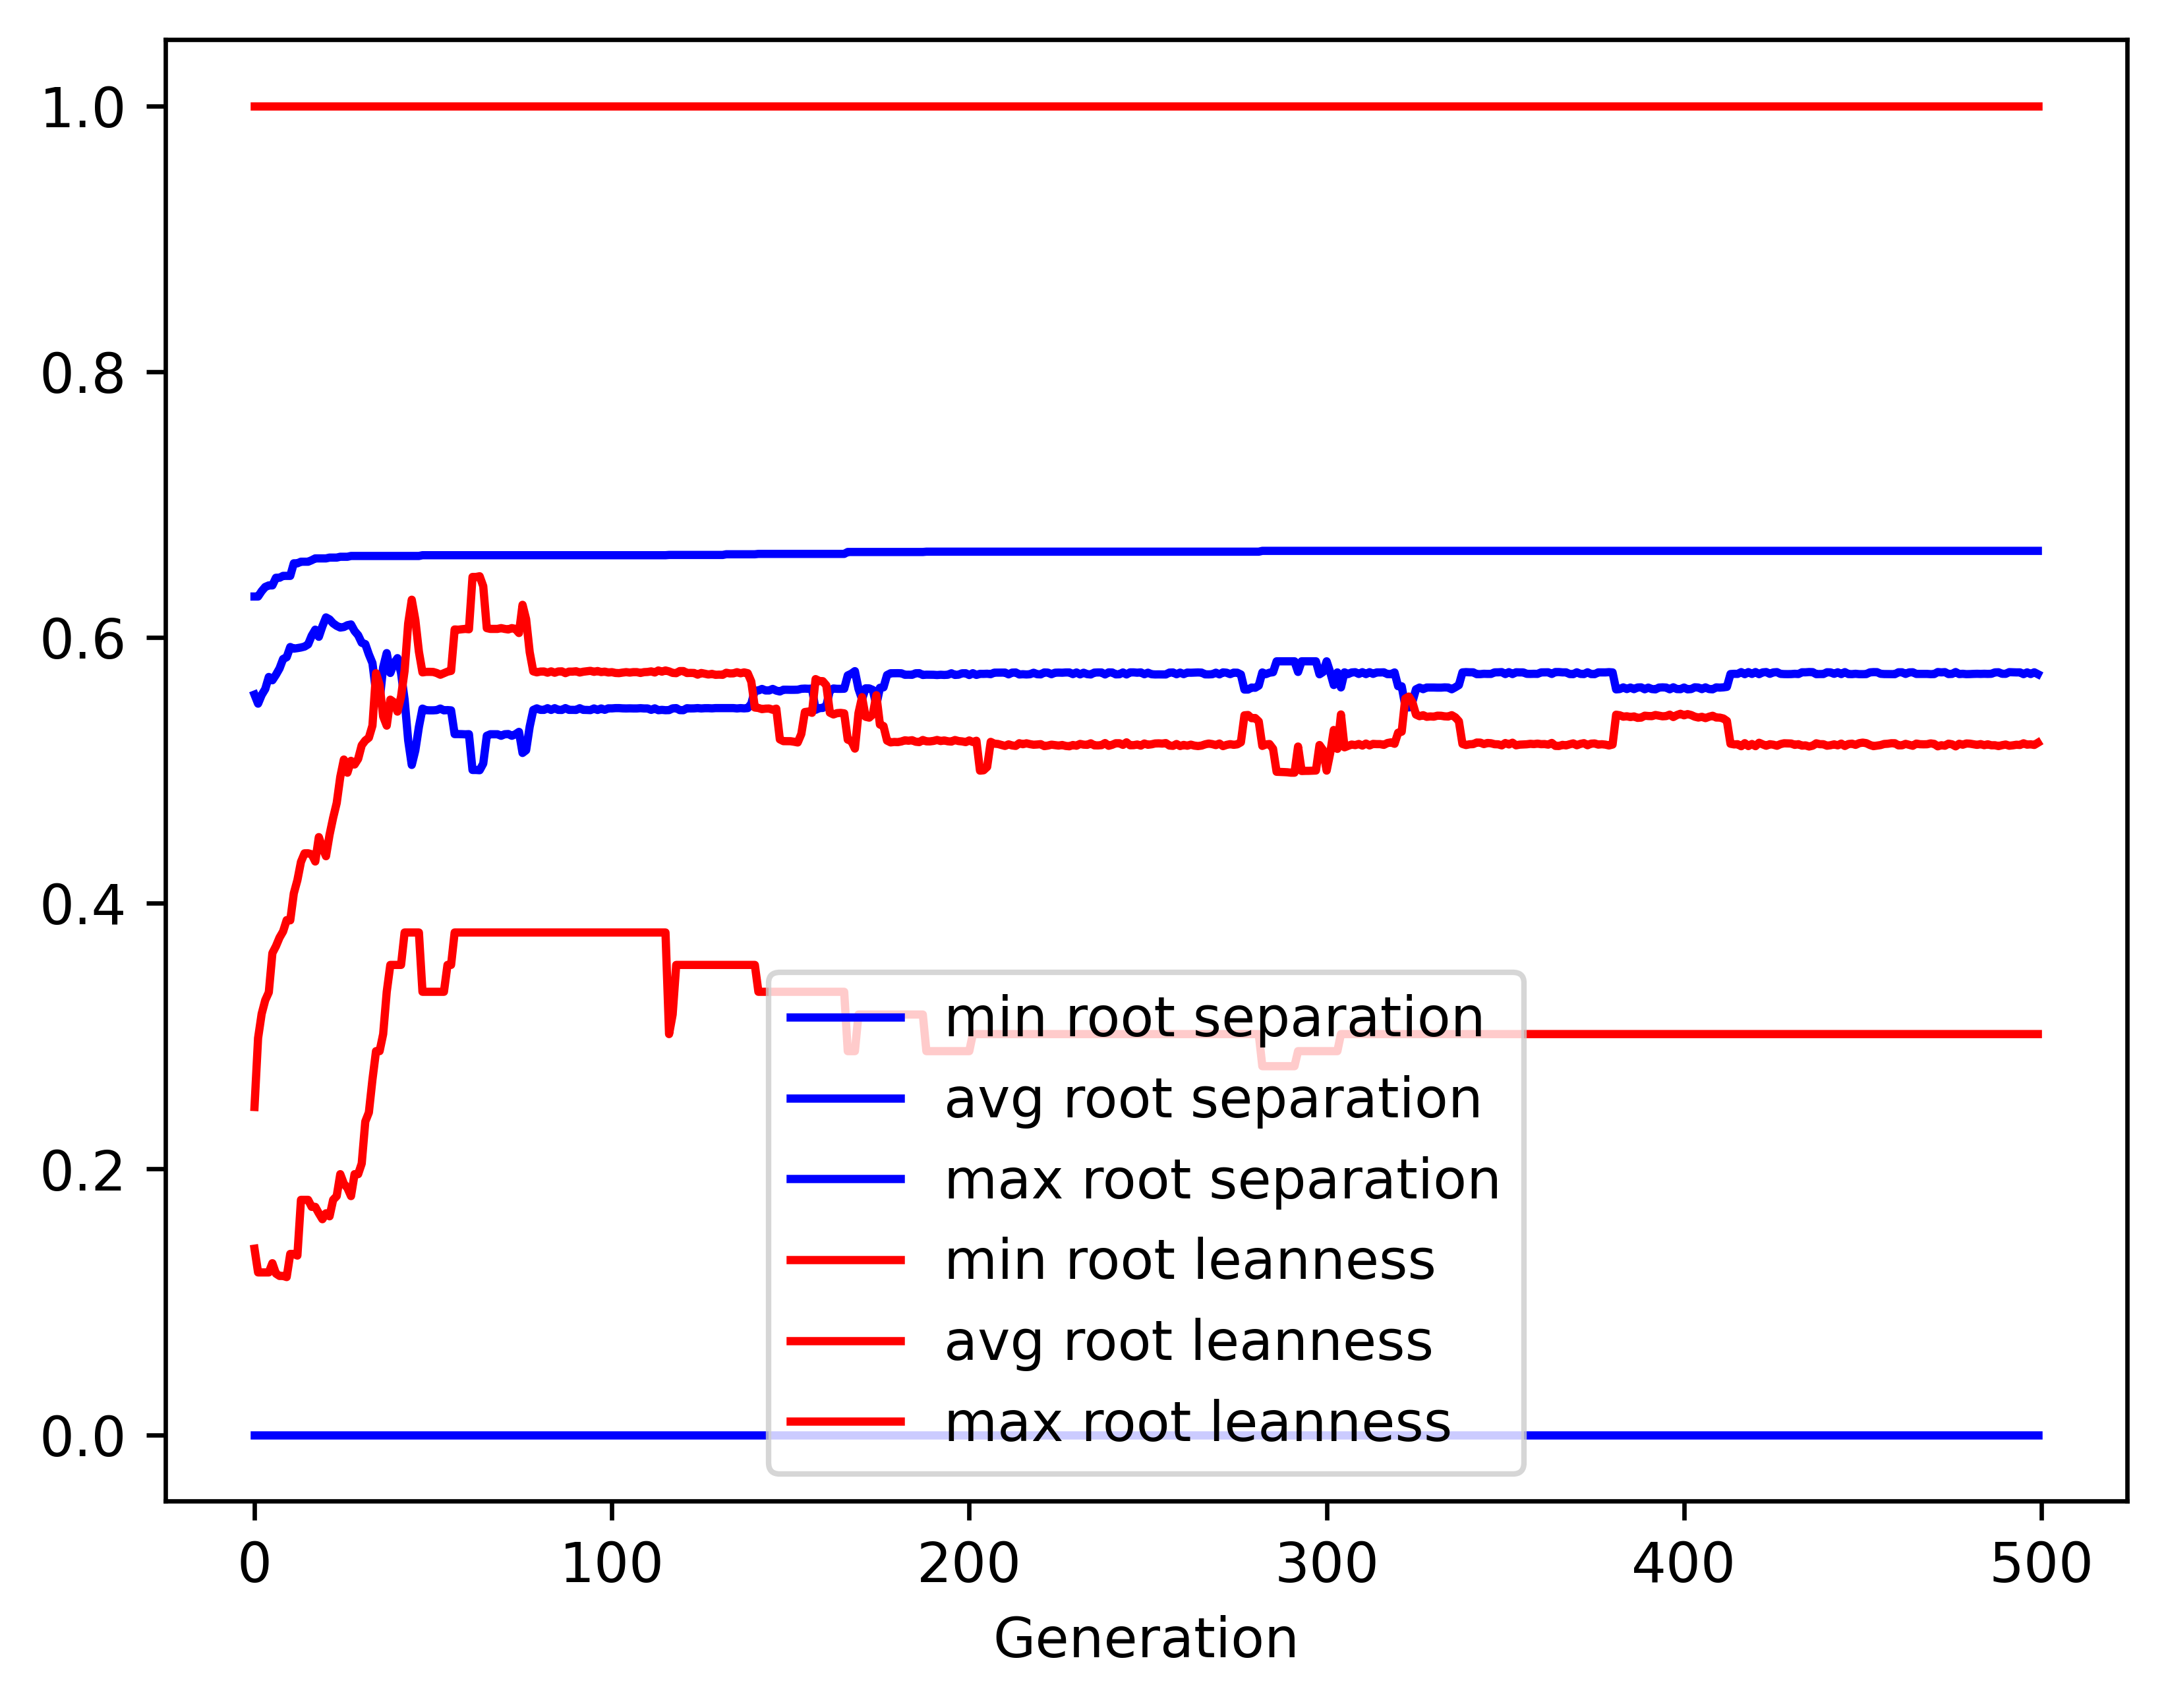 1.0
0.8
0.6
0.4
0.2
0.0
min root separation
avg root separation
max root separation
min root leanness
avg root leanness
max root leanness
0 100 200 300 400 500
Generation